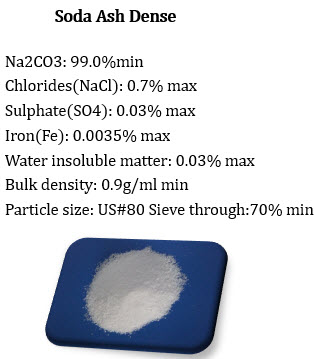 Soda Ash Dense
Na2CO3: 99.0%min
Chlorides(NaCl): 0.7% max
Sulphate(SO4): 0.03% max
Iron(Fe): 0.0035% max
Water insoluble matter: 0.03% max
Bulk density: 0.9g/ml min
Particle size: US#80 Sieve through:70% min